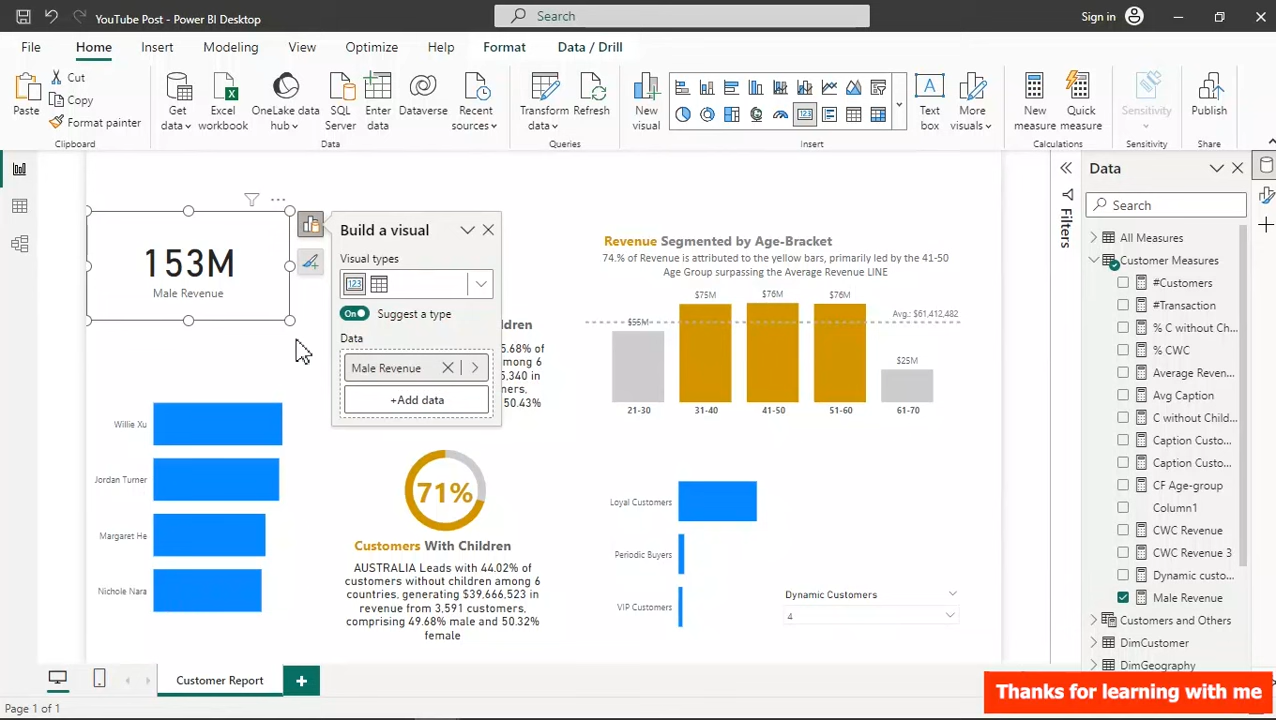 YouTube Post - Power BI Desktop
Search
Sign in
File
Home
Insert
Modeling
View
Optimize
Help
Format
Data / Drill
Paste
Cut
Copy
Format painter
Clipboard
Get data
Excel workbook
OneLake data hub
SQL Server
Enter data
Dataverse
Recent sources
Data
Transform data
Refresh
Queries
New visual
Text box
More visuals
Insert
New measure
Quick measure
Calculations
Sensitivity
Sensitivity
Publish
Share
153M
Male Revenue
Build a visual
Visual types
123
On
Suggest a type
Data
Male Revenue
+Add data
ldren
5.68% of
among 6
5,340 in
ners,
50.43%
Revenue Segmented by Age-Bracket
74.% of Revenue is attributed to the yellow bars, primarily led by the 41-50
Age Group surpassing the Average Revenue LINE
$55M
$75M
$76M
$76M
$25M
Avg.: $61,412,482
21-30
31-40
41-50
51-60
61-70
Willie Xu
Jordan Turner
Margaret He
Nichole Nara
71%
Customers With Children
AUSTRALIA Leads with 44.02% of
customers without children among 6
countries, generating $39,666,523 in
revenue from 3,591 customers,
comprising 49.68% male and 50.32%
female
Loyal Customers
Periodic Buyers
VIP Customers
Dynamic Customers
4
Filters
Data
Search
All Measures
Customer Measures
#Customers
#Transaction
% C without Ch...
% CWC
Average Reven...
Avg Caption
C without Child...
Caption Custo...
Caption Custo...
CF Age-group
Column1
CWC Revenue
CWC Revenue 3
Dynamic custo...
Male Revenue
Customers and Others
DimCustomer
DimGeography
Customer Report
Page 1 of 1
Thanks for learning with me